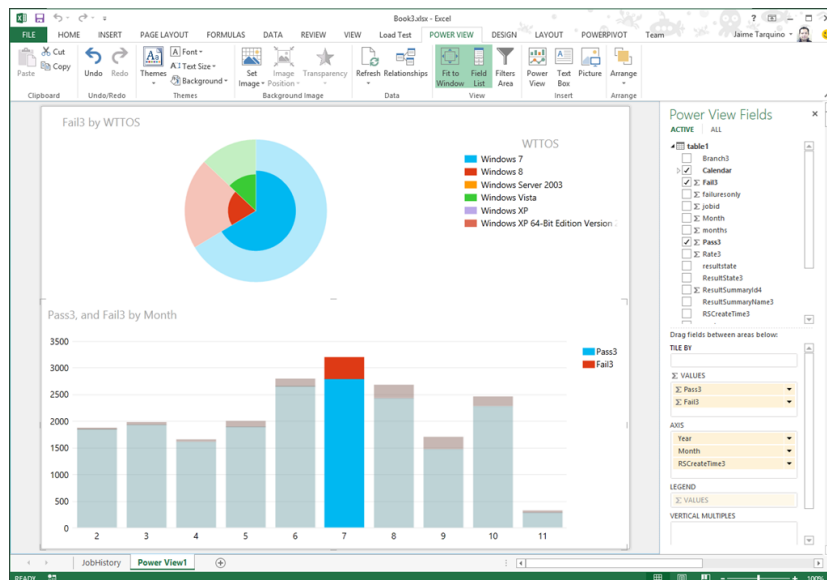 Book3.xlsx - Excel
FILE HOME INSERT PAGE LAYOUT FORMULAS DATA REVIEW VIEW Load Test POWER VIEW DESIGN LAYOUT POWERPIVOT Team Jaime Tarquino
Paste Cut Copy Undo Redo Themes Font Text Size Background Set Image Image Position Transparency Refresh Relationships Fit to Window Field List Filters Area Power View Text Box Picture Arrange
Clipboard Undo/Redo Themes Background Image Data View Insert Arrange
Fail3 by WTTOS
WTTOS
Windows 7
Windows 8
Windows Server 2003
Windows Vista
Windows XP
Windows XP 64-Bit Edition Version
Pass3, and Fail3 by Month
3500
3000
2500
2000
1500
1000
500
0
2 3 4 5 6 7 8 9 10 11
Pass3
Fail3
Power View Fields
ACTIVE ALL
table1
Branch3
Calendar
Σ Fail3
Σ failuresonly
Σ jobid
Σ Month
Σ months
Σ Pass3
Σ Rate3
resultstate
ResultState3
Σ ResultSummaryId4
ResultSummaryName3
RSCreateTime3
Drag fields between areas below:
TILE BY
Σ VALUES
Σ Pass3
Σ Fail3
AXIS
Year
Month
RSCreateTime3
LEGEND
Σ VALUES
VERTICAL MULTIPLES
JobHistory Power View1
READY 100%